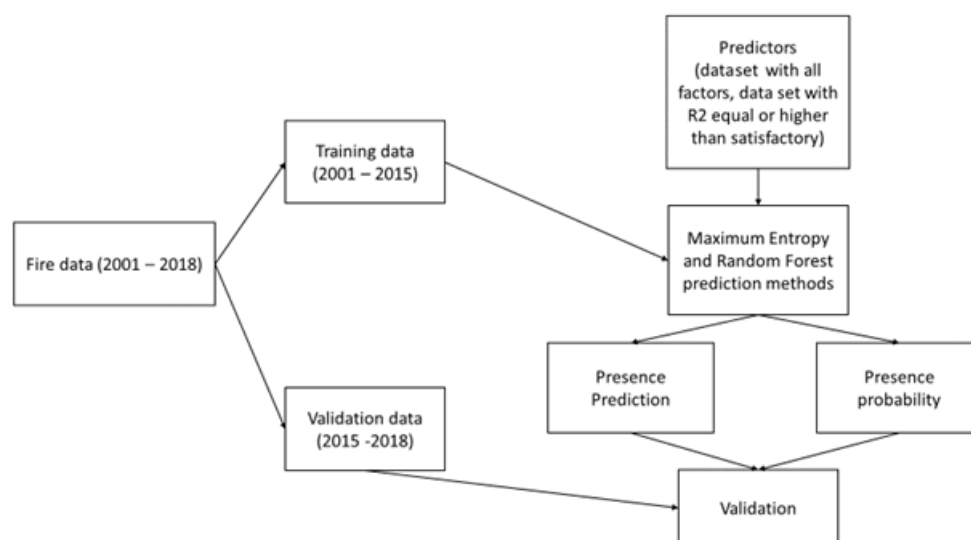 Predictors
(dataset with all
factors, data set with
R2 equal or higher
than satisfactory)
Training data
(2001 – 2015)
Fire data (2001 – 2018)
Maximum Entropy
and Random Forest
prediction methods
Presence
Prediction
Presence
probability
Validation data
(2015 -2018)
Validation